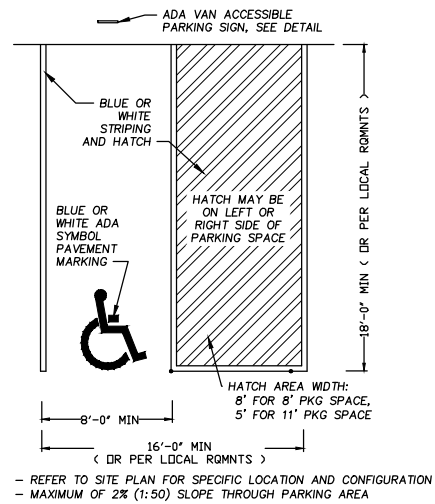 ADA VAN ACCESSIBLE
PARKING SIGN, SEE DETAIL
BLUE OR
WHITE
STRIPING
AND HATCH
HATCH MAY BE
ON LEFT OR
RIGHT SIDE OF
PARKING SPACE
BLUE OR
WHITE ADA
SYMBOL
PAVEMENT
MARKING
18'-0" MIN ( OR PER LOCAL RQMNTS )
HATCH AREA WIDTH:
8' FOR 8' PKG SPACE,
5' FOR 11' PKG SPACE
8'-0" MIN
16'-0" MIN
( OR PER LOCAL RQMNTS )
- REFER TO SITE PLAN FOR SPECIFIC LOCATION AND CONFIGURATION
- MAXIMUM OF 2% (1:50) SLOPE THROUGH PARKING AREA